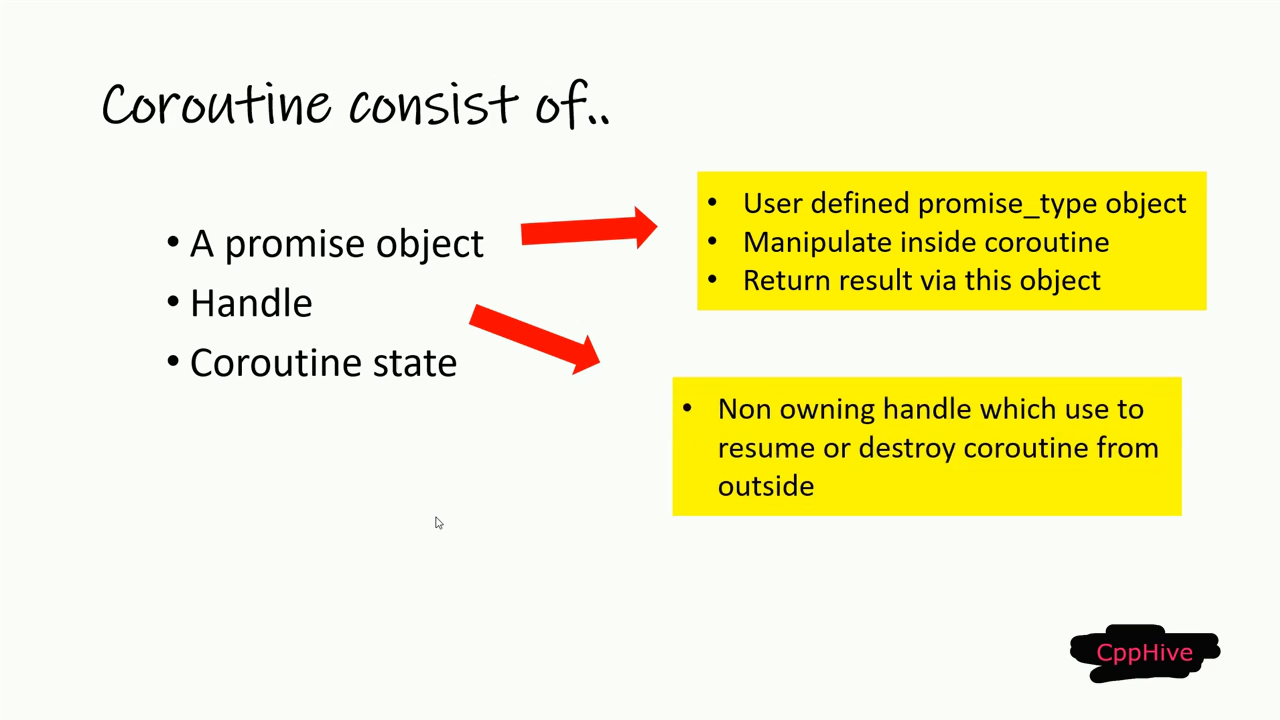 Coroutine consist of..
• A promise object
• Handle
• Coroutine state
• User defined promise_type object
• Manipulate inside coroutine
• Return result via this object
• Non owning handle which use to
resume or destroy coroutine from
outside
CppHive